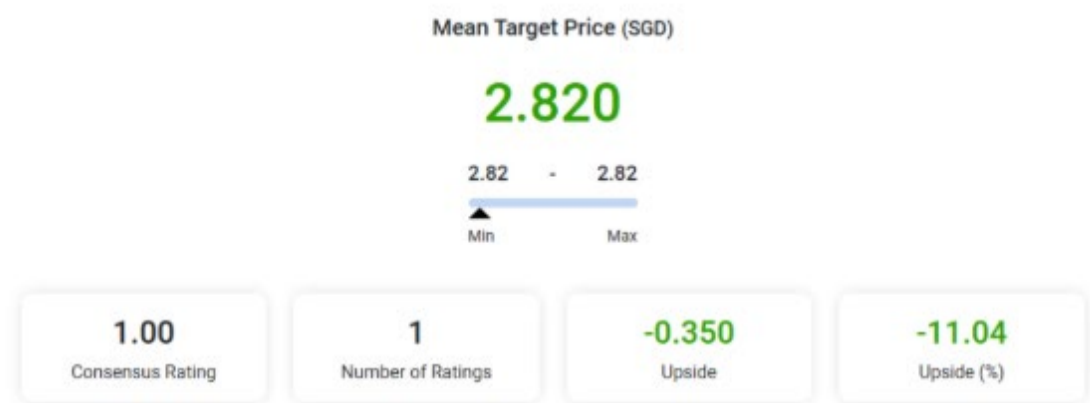 Mean Target Price (SGD)
2.820
2.82 - 2.82
Min Max
1.00 1 -0.350 -11.04
Consensus Rating Number of Ratings Upside Upside (%)